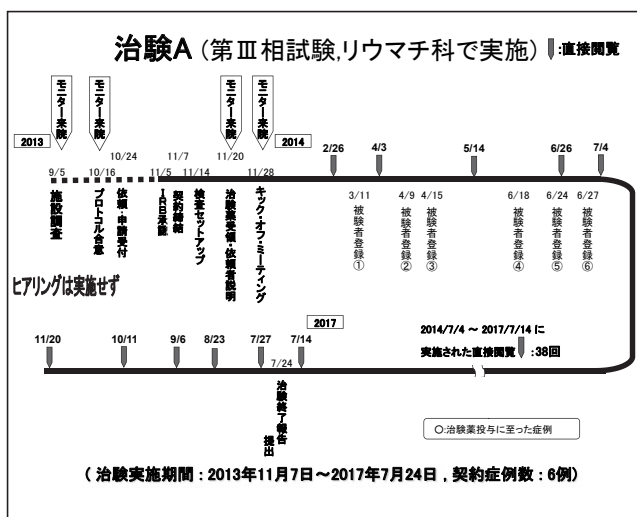 治験A (第Ⅲ相試験,リウマチ科で実施) :直接閲覧
モニター来院
モニター来院
モニター来院
モニター来院
2013
2014
9/5
10/16
10/24
11/5
11/7
11/14
11/20
11/28
2/26
4/3
5/14
6/26
7/4
施設調査
プロトコル合意
依頼・申請受付
IRB承認
契約締結
検査セットアップ
治験薬受領・依頼者説明
キック・オフ・ミーティング
3/11
被験者登録①
4/9
被験者登録②
4/15
被験者登録③
6/18
被験者登録④
6/24
被験者登録⑤
6/27
被験者登録⑥
ヒアリングは実施せず
2017
11/20
10/11
9/6
8/23
7/27
7/14
7/24
治験終了報告
提出
2014/7/4 ~ 2017/7/14 に
実施された直接閲覧 :38回
○:治験薬投与に至った症例
( 治験実施期間:2013年11月7日~2017年7月24日 , 契約症例数:6例)